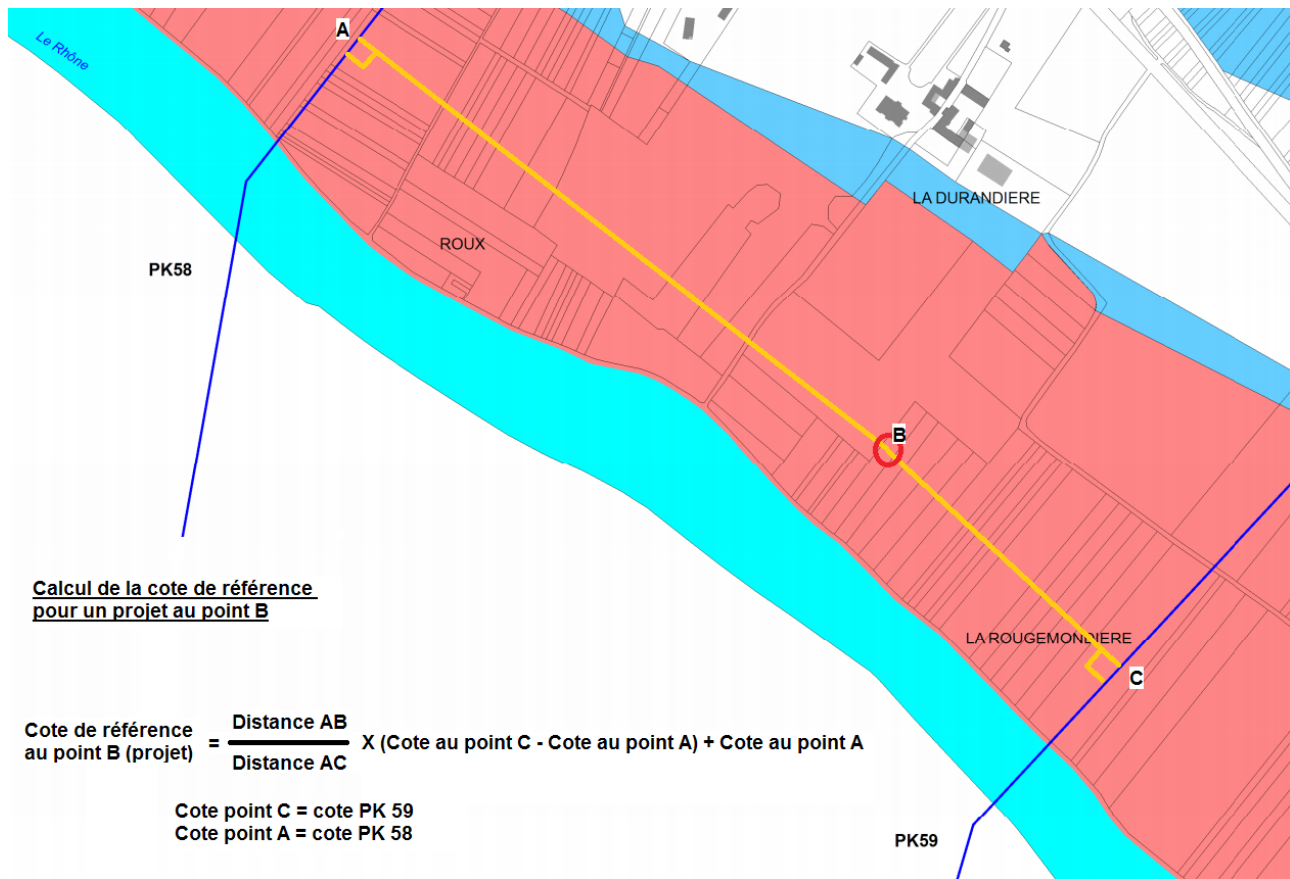 A
Le Rhône
LA DURANDIERE
ROUX
PK58
B
Calcul de la cote de référence
pour un projet au point B
LA ROUGEMONDIERE
C
Cote de référence
au point B (projet)
=
Distance AB
Distance AC
X (Cote au point C - Cote au point A) + Cote au point A
Cote point C = cote PK 59
Cote point A = cote PK 58
PK59